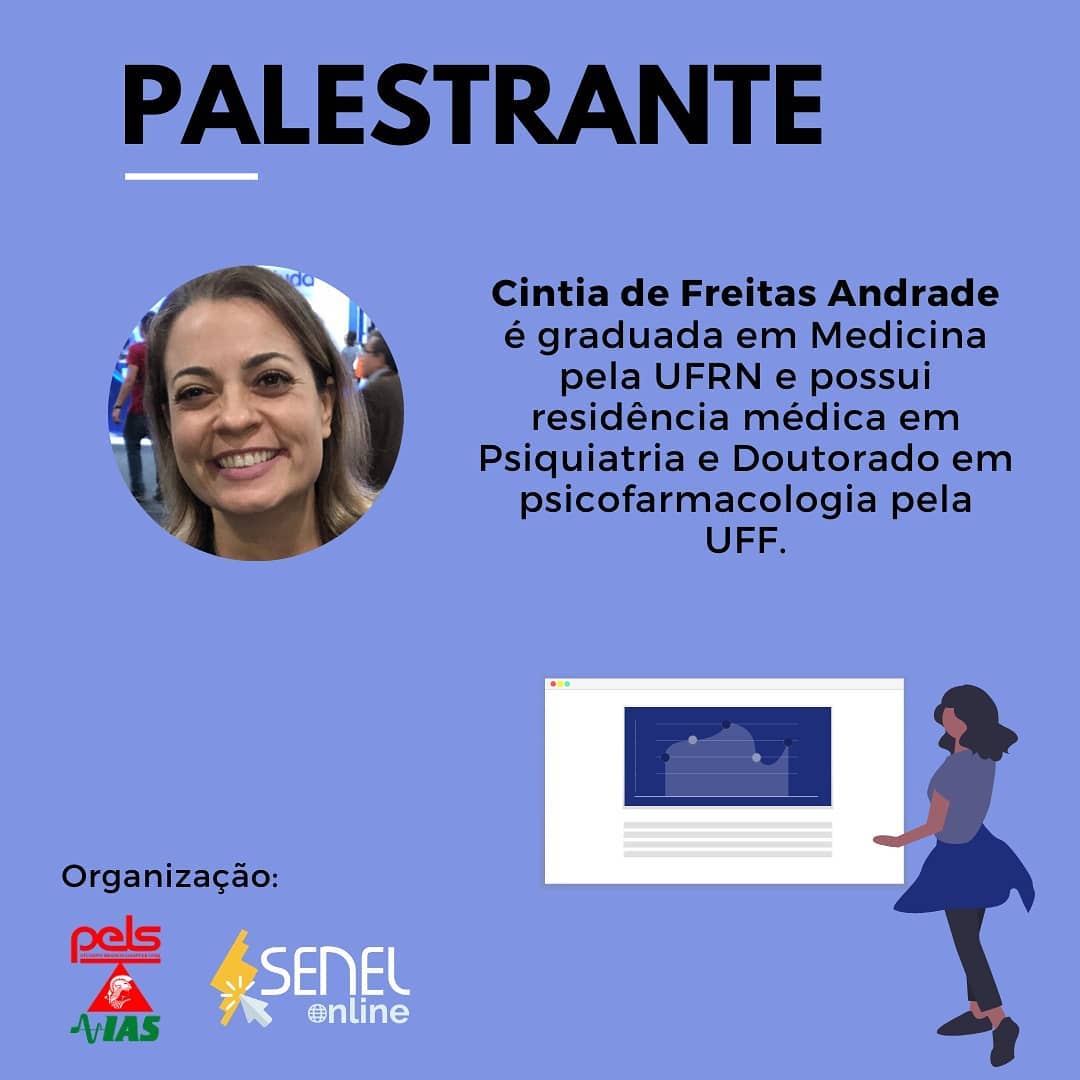 PALESTRANTE
Cintia de Freitas Andrade
é graduada em Medicina
pela UFRN e possui
residência médica em
Psiquiatria e Doutorado em
psicofarmacologia pela
UFF.
Organização:
pels
IAS
SENEL
online